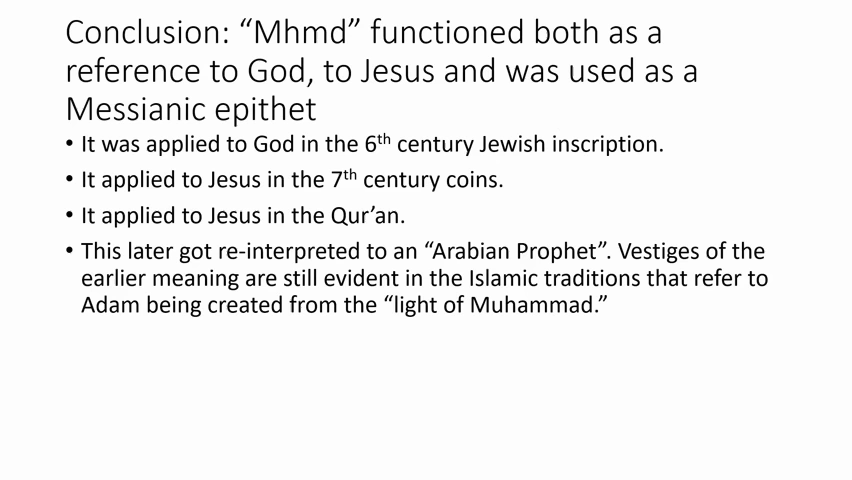 Conclusion: “Mhmd” functioned both as a
reference to God, to Jesus and was used as a
Messianic epithet
• It was applied to God in the 6th century Jewish inscription.
• It applied to Jesus in the 7th century coins.
• It applied to Jesus in the Qur’an.
• This later got re-interpreted to an “Arabian Prophet”. Vestiges of the
earlier meaning are still evident in the Islamic traditions that refer to
Adam being created from the “light of Muhammad.”